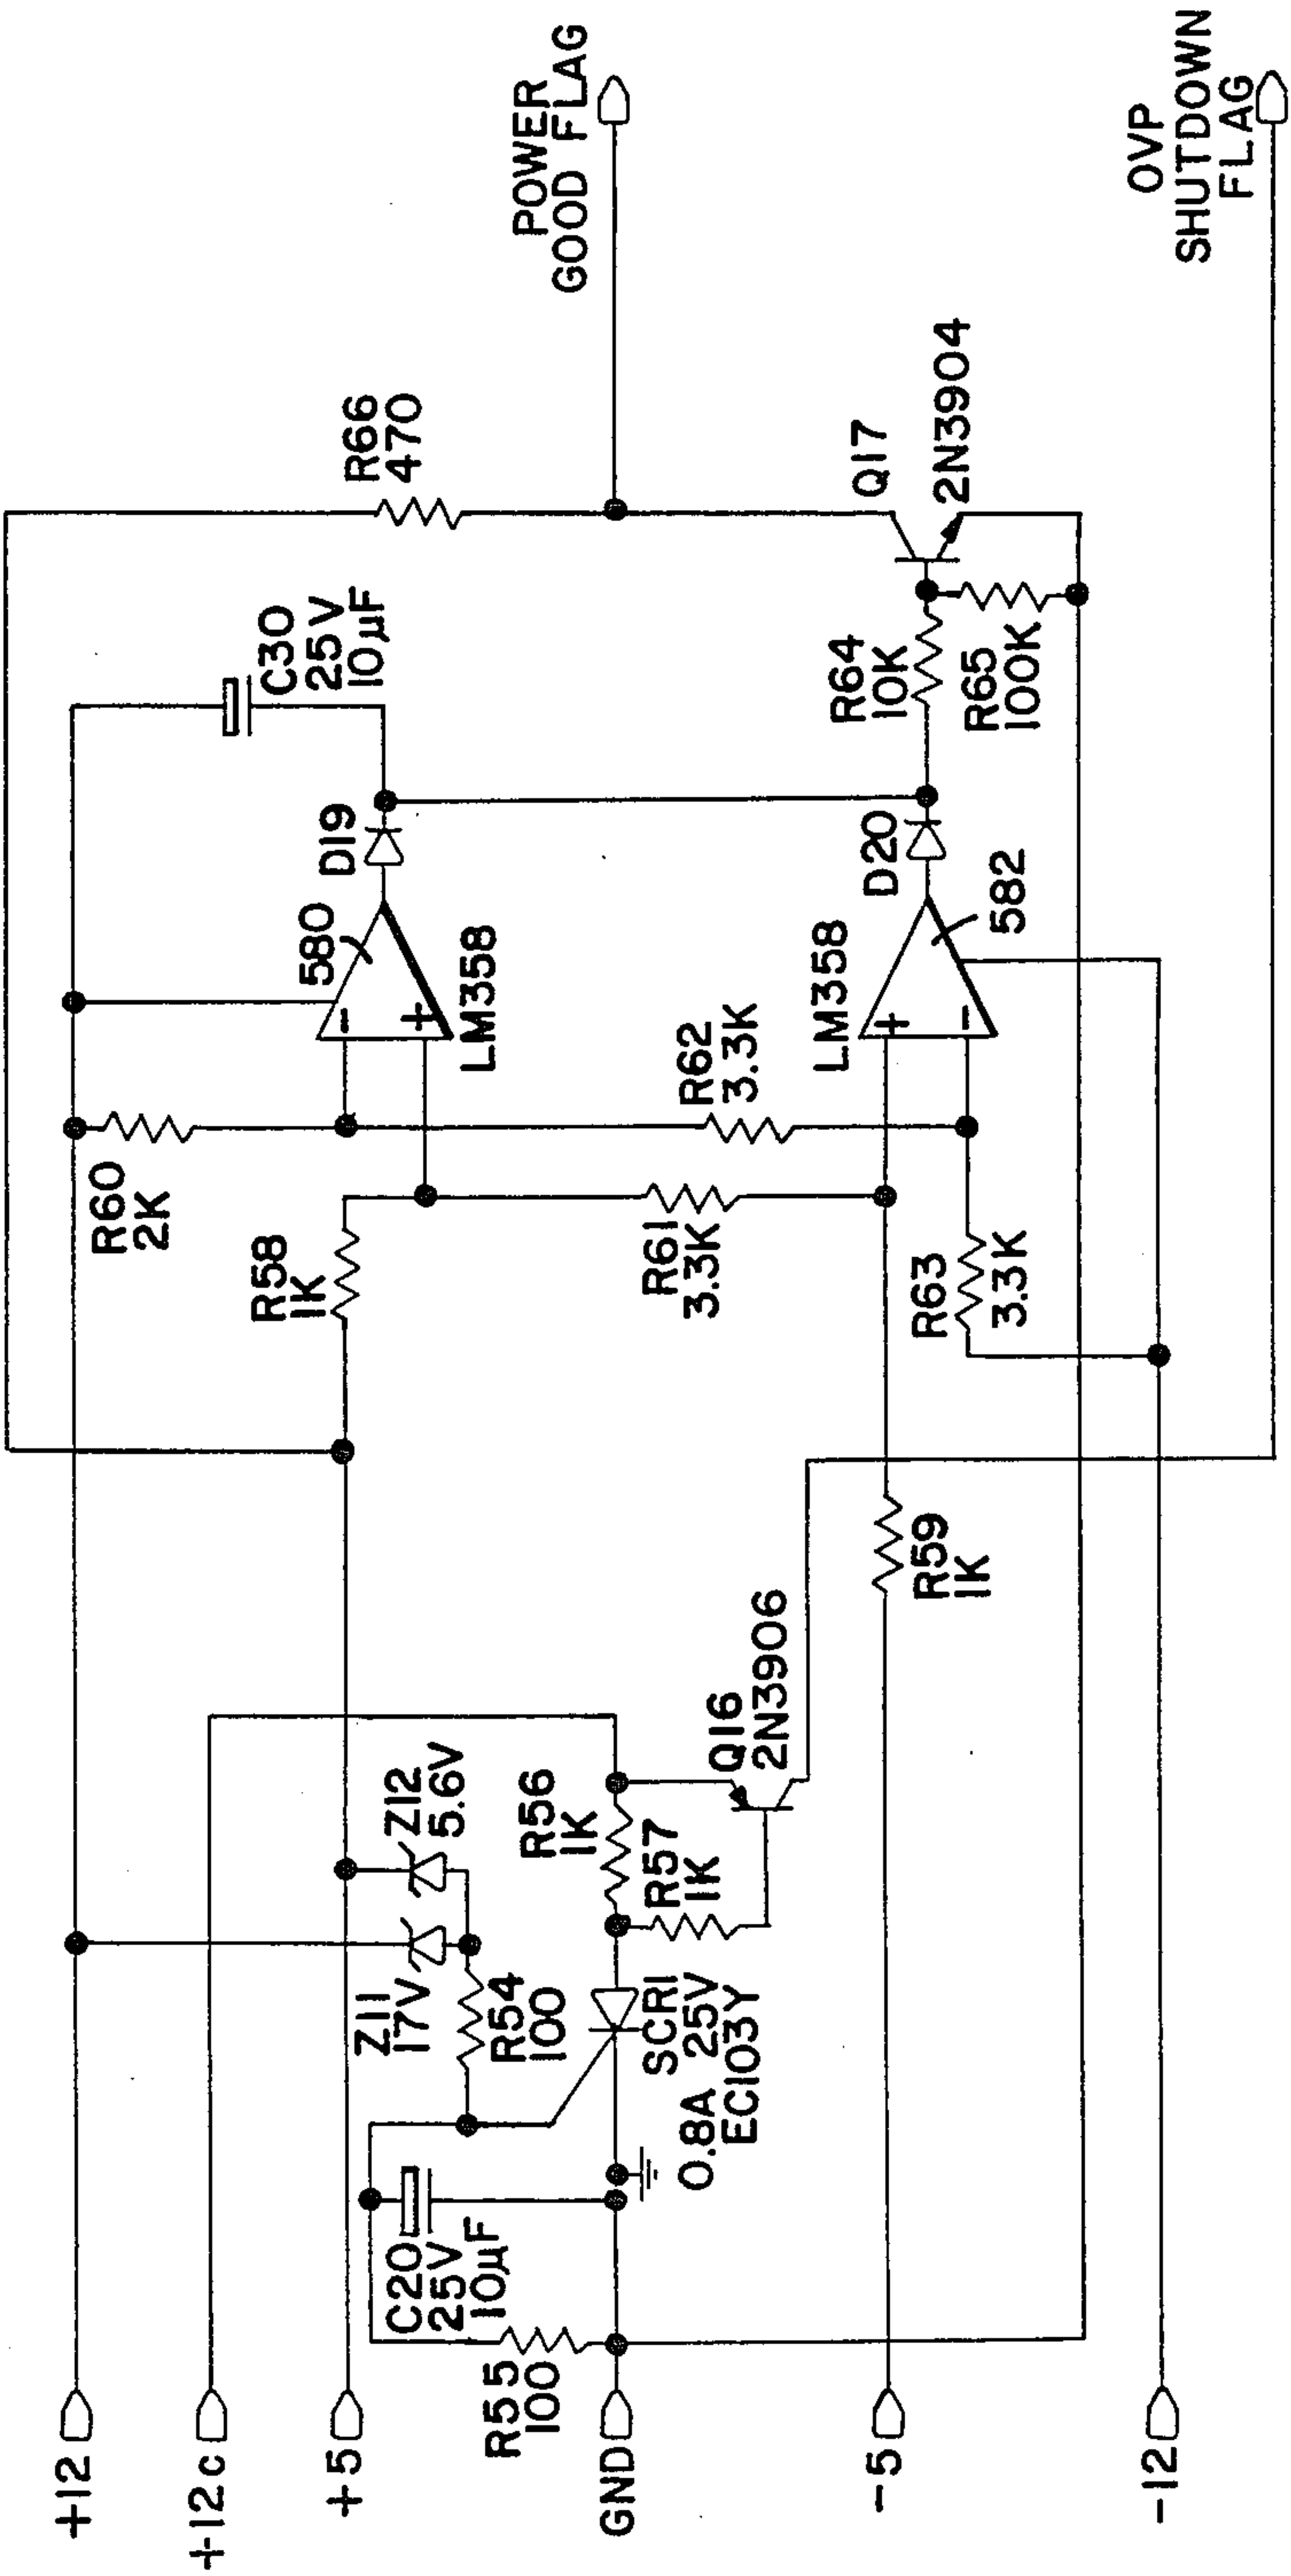 +12
+12c
+5
GND
-5
-12
R55
100
C20
25V
10µF
Z11
17V
Z12
5.6V
R54
100
SCR1
0.8A 25V
EC103Y
R56
1K
R57
1K
Q16
2N3906
R59
1K
R58
1K
R60
2K
R61
3.3K
R62
3.3K
R63
3.3K
580
-
+
LM358
D19
LM358
+
-
582
D20
C30
25V
10µF
R64
10K
R65
100K
R66
470
Q17
2N3904
POWER
GOOD FLAG
OVP
SHUTDOWN
FLAG